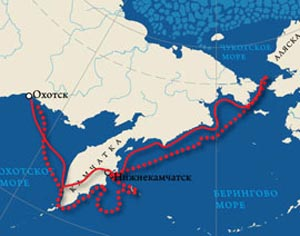 ЧУКОТСКОЕ
МОРЕ
АЛЯСКА
Охотск
КАМЧАТКА
Нижнекамчатск
ОХОТСКОЕ
МОРЕ
БЕРИНГОВО
МОРЕ